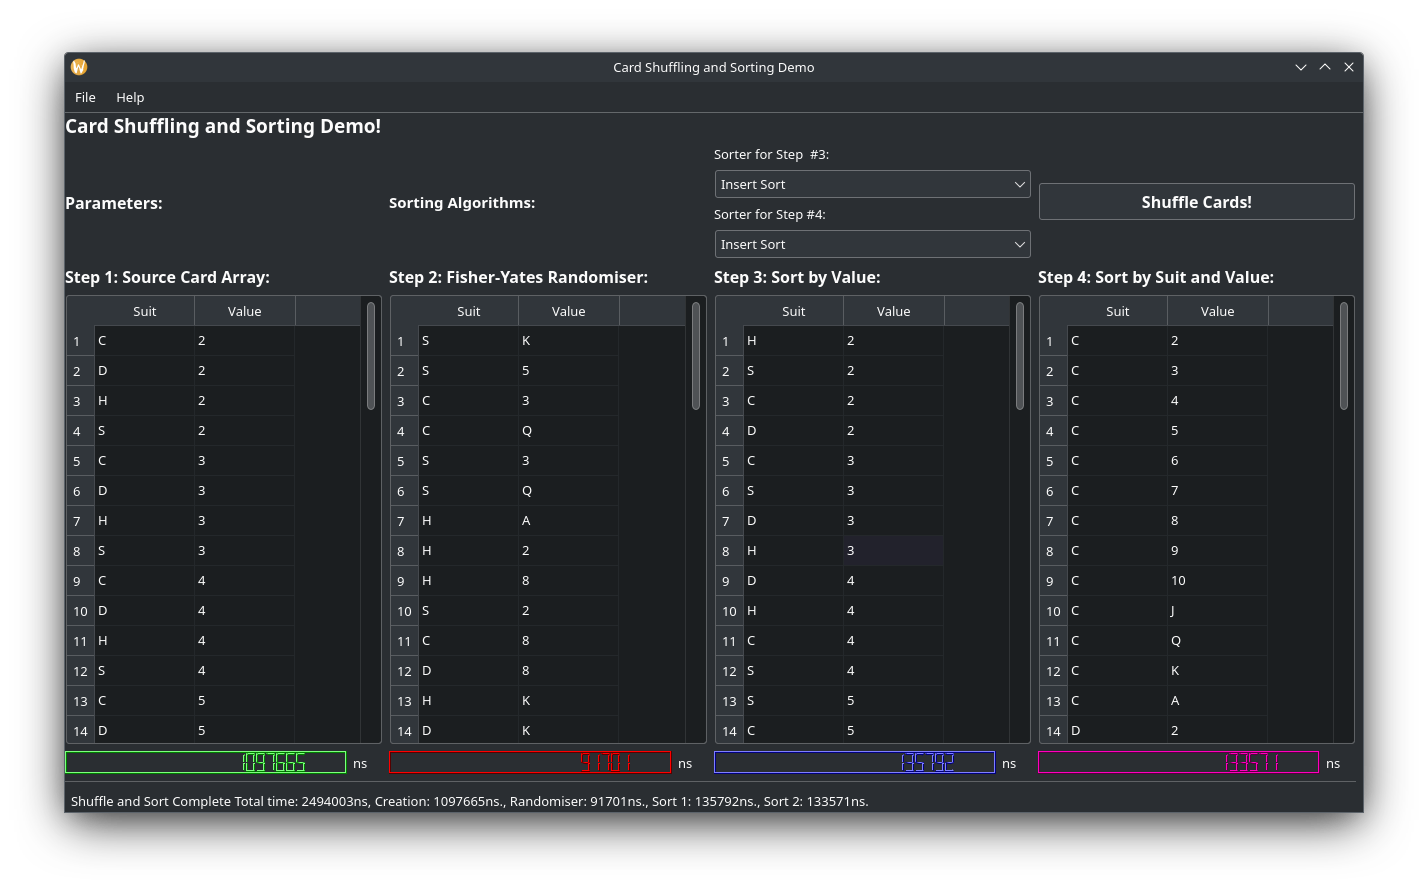 Card Shuffling and Sorting Demo
File Help
Card Shuffling and Sorting Demo!
Sorter for Step  #3:
Insert Sort
Parameters:
Sorting Algorithms:
Shuffle Cards!
Sorter for Step #4:
Insert Sort
Step 1: Source Card Array:
Suit Value
1 C 2
2 D 2
3 H 2
4 S 2
5 C 3
6 D 3
7 H 3
8 S 3
9 C 4
10 D 4
11 H 4
12 S 4
13 C 5
14 D 5
1097665 ns
Step 2: Fisher-Yates Randomiser:
Suit Value
1 S K
2 S 5
3 C 3
4 C Q
5 S 3
6 S Q
7 H A
8 H 2
9 H 8
10 S 2
11 C 8
12 D 8
13 H K
14 D K
91701 ns
Step 3: Sort by Value:
Suit Value
1 H 2
2 S 2
3 C 2
4 D 2
5 C 3
6 S 3
7 D 3
8 H 3
9 D 4
10 H 4
11 C 4
12 S 4
13 S 5
14 C 5
135792 ns
Step 4: Sort by Suit and Value:
Suit Value
1 C 2
2 C 3
3 C 4
4 C 5
5 C 6
6 C 7
7 C 8
8 C 9
9 C 10
10 C J
11 C Q
12 C K
13 C A
14 D 2
133571 ns
Shuffle and Sort Complete Total time: 2494003ns, Creation: 1097665ns., Randomiser: 91701ns., Sort 1: 135792ns., Sort 2: 133571ns.